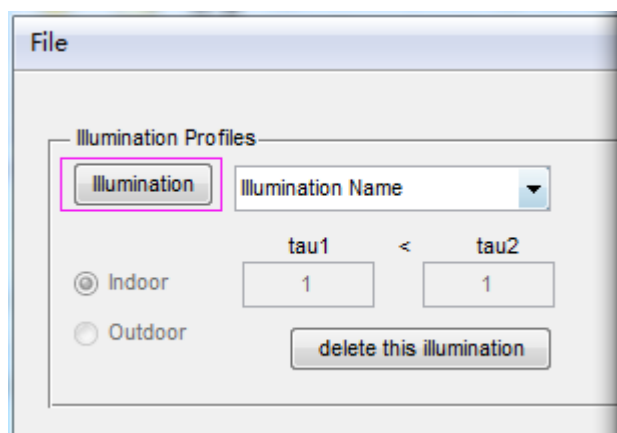 File
Illumination Profiles
Illumination Illumination Name
tau1 < tau2
Indoor 1 1
Outdoor delete this illumination